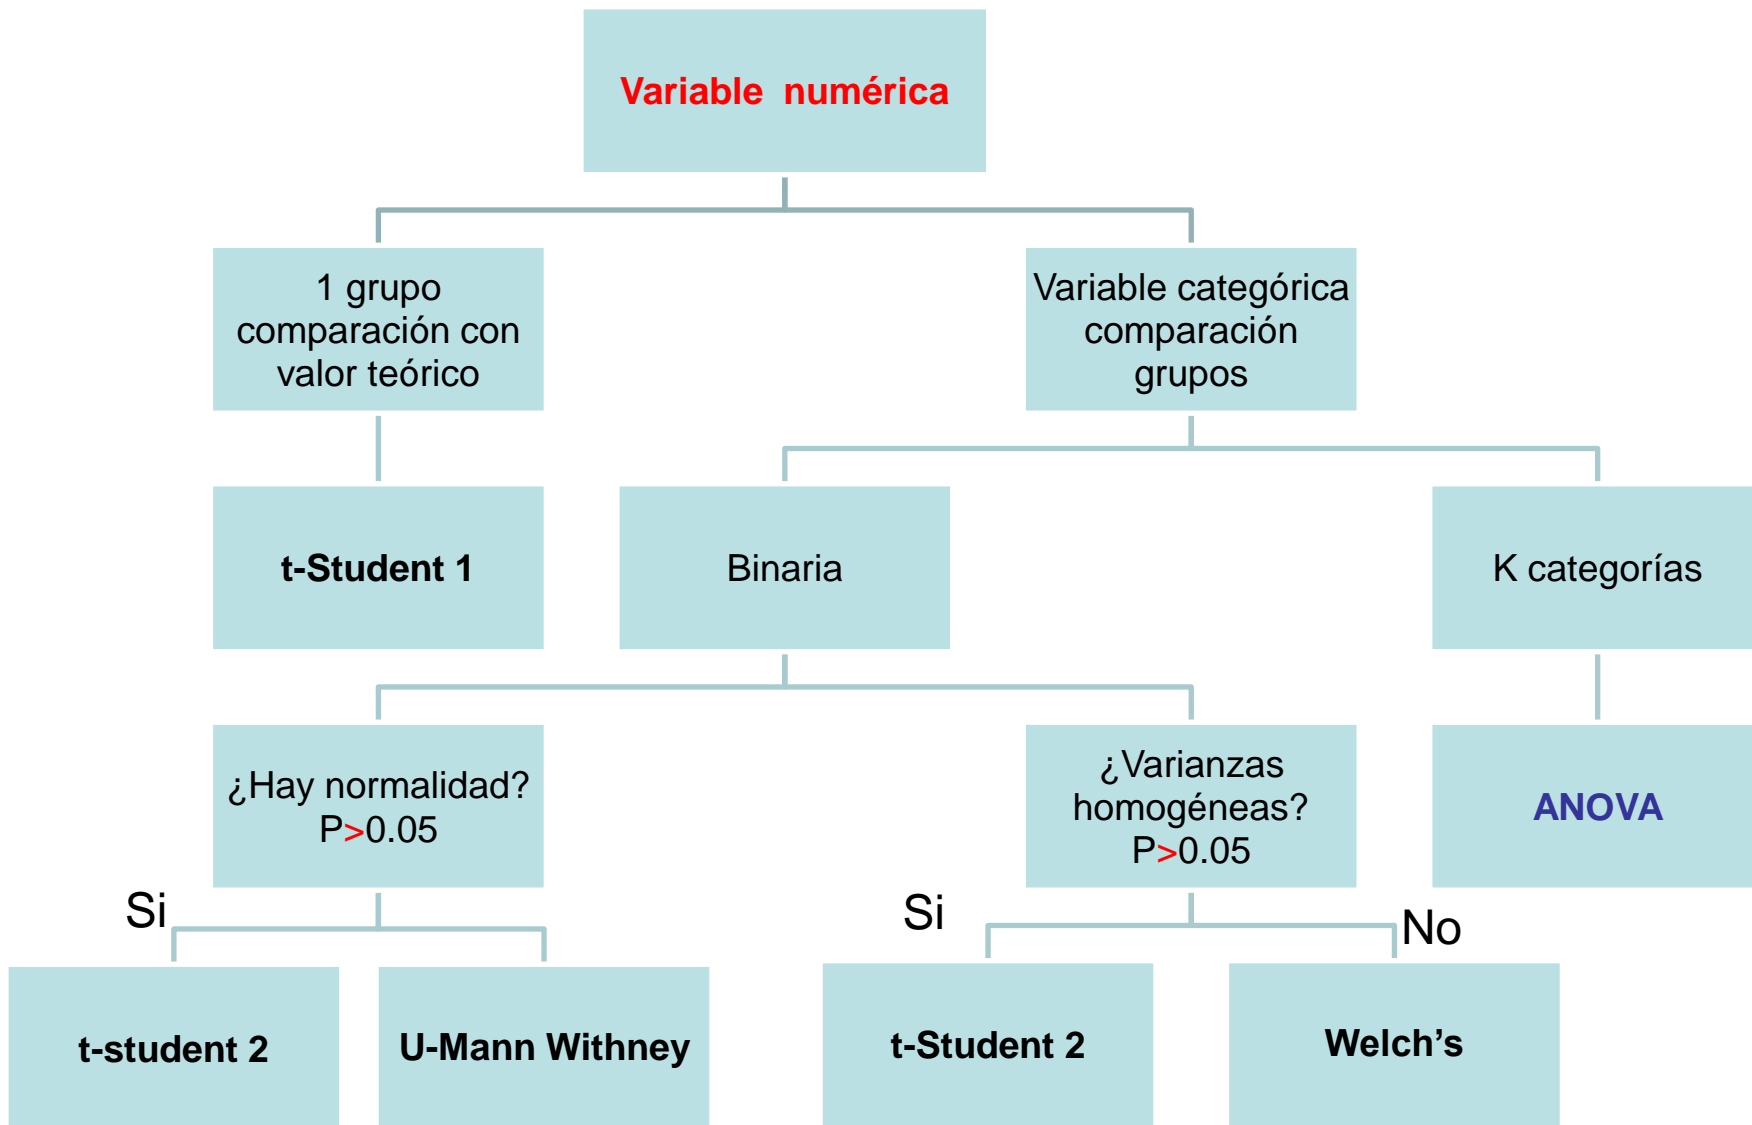 Variable  numérica
1 grupo
comparación con
valor teórico
Variable categórica
comparación
grupos
t-Student 1
Binaria
K categorías
¿Hay normalidad?
P>0.05
¿Varianzas
homogéneas?
P>0.05
ANOVA
Si
Si
No
t-student 2
U-Mann Withney
t-Student 2
Welch’s